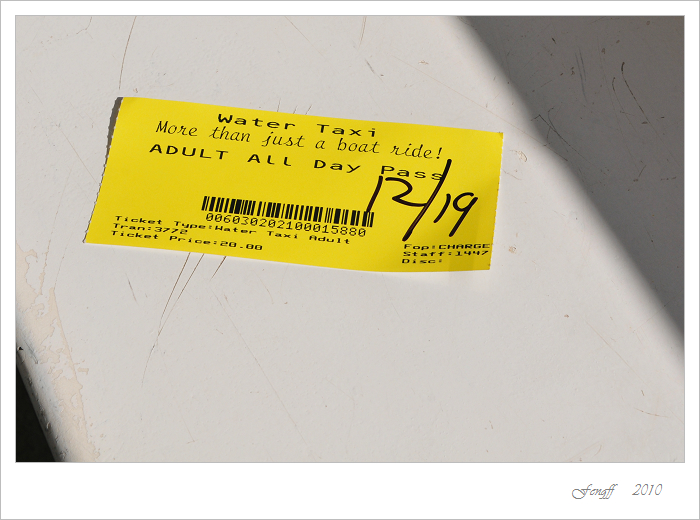 Water Taxi
More than just a boat ride!
ADULT All Day Pass
12/19
006030202100015880
Ticket Type:Water Taxi Adult
Tran:3772
Ticket Price:20.00
Fop:CHARGE
Staff:1447
Disc:
Fengff 2010